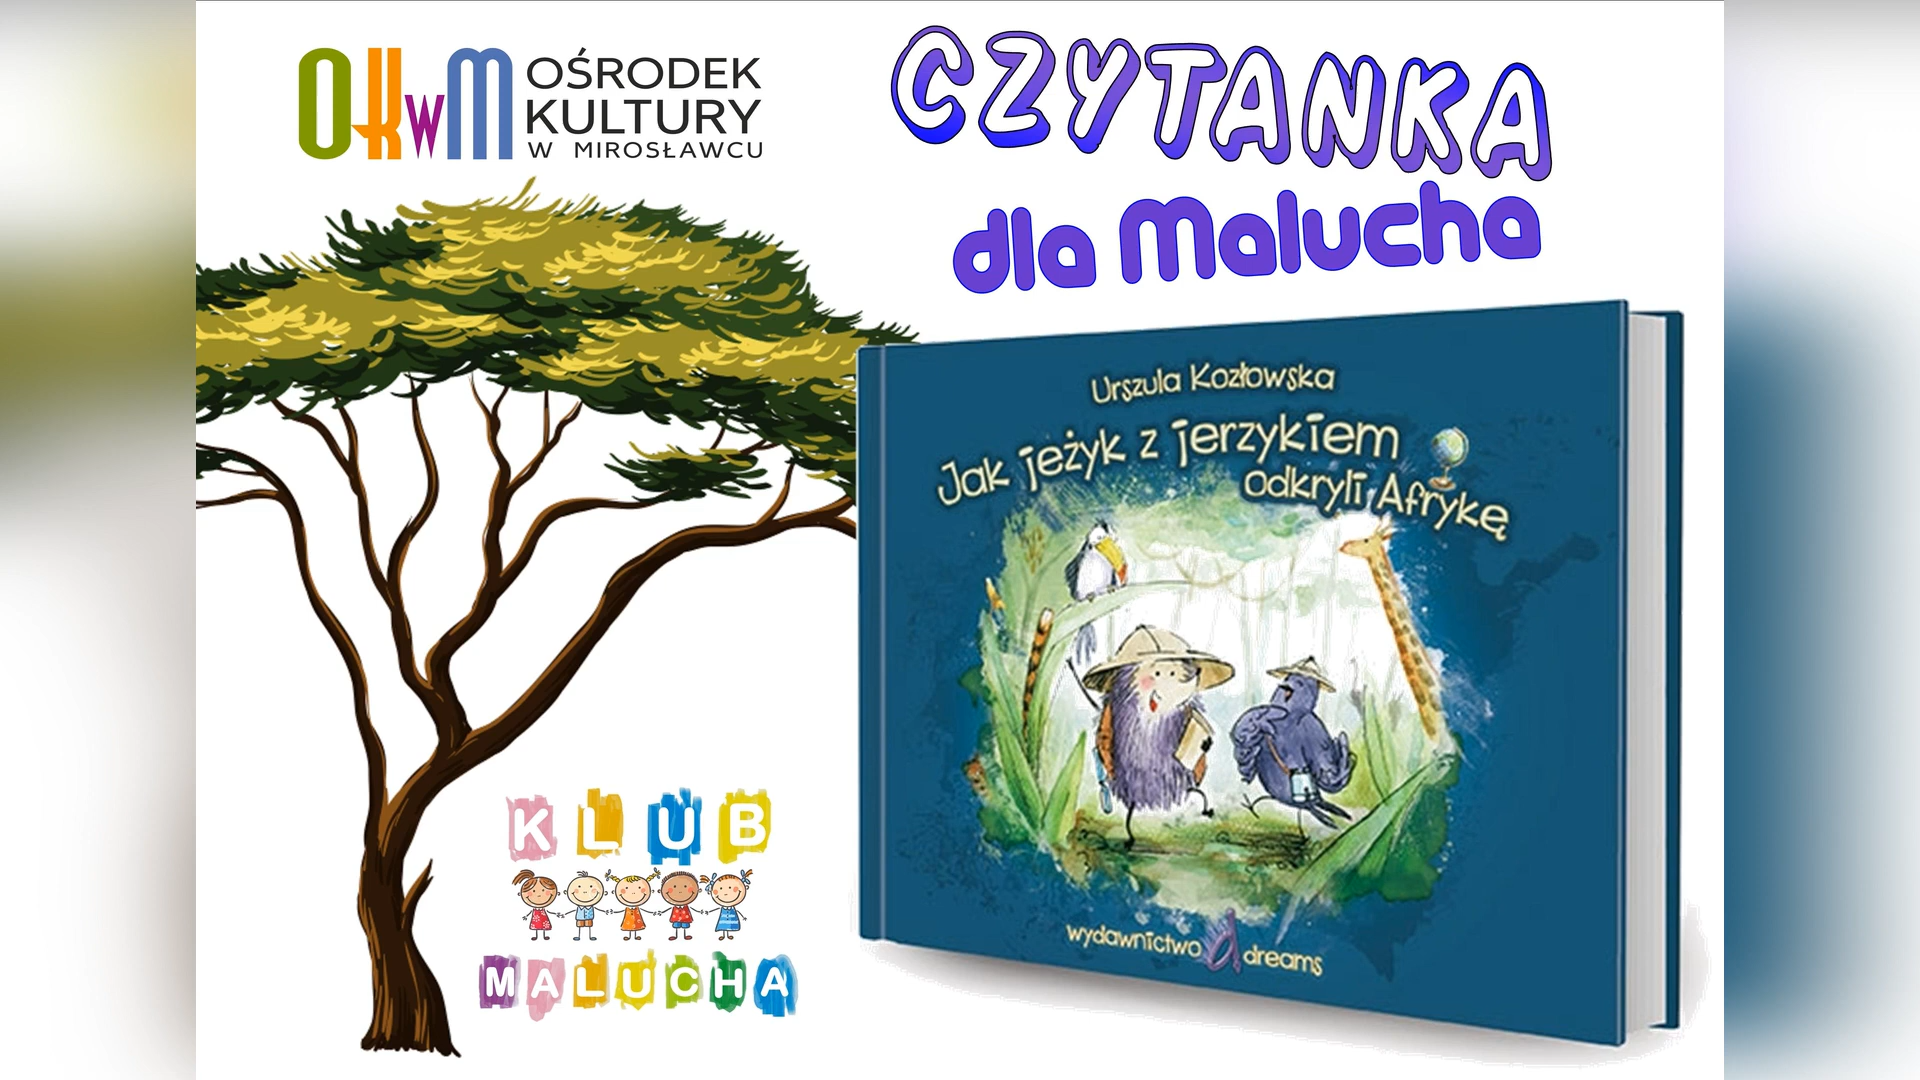 OKwM
OŚRODEK
KULTURY
W MIROSŁAWCU
CZYTANKA
dla Malucha
Urszula Kozłowska
Jak jeżyk z jerzykiem
odkryli Afrykę
wydawnictwo dreams
KLUB
MALUCHA